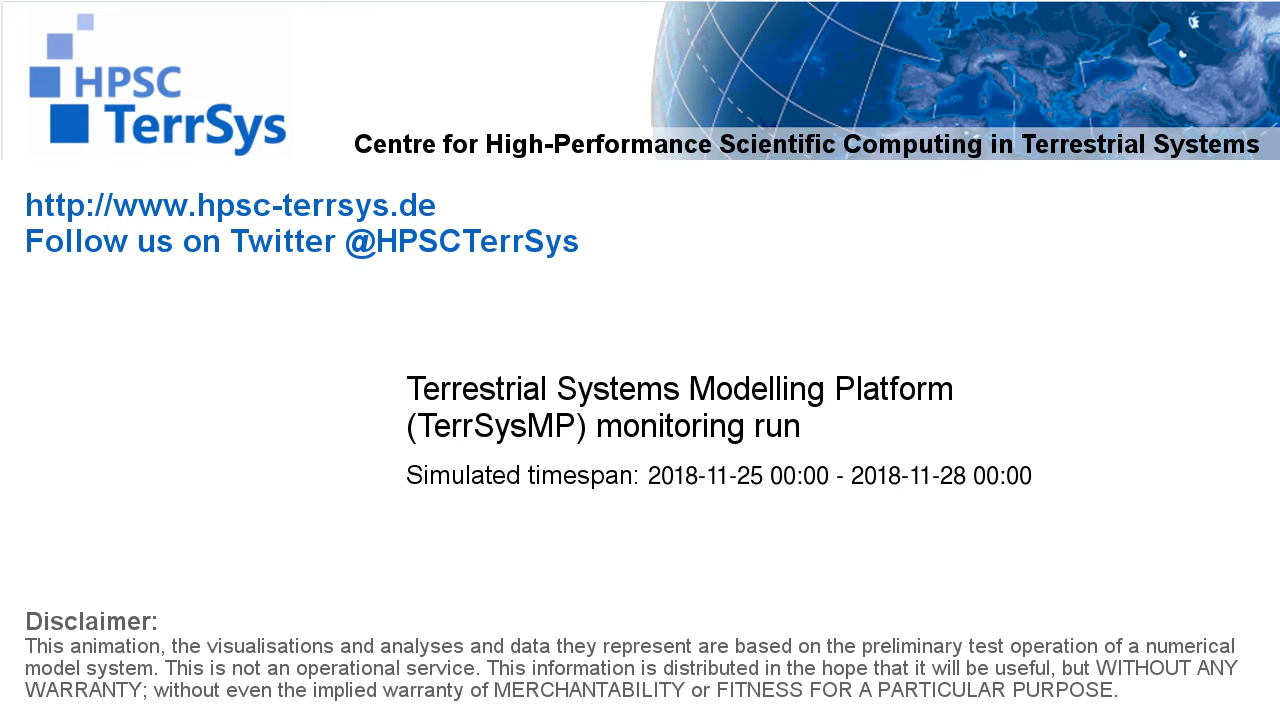 HPSC
TerrSys
Centre for High-Performance Scientific Computing in Terrestrial Systems
http://www.hpsc-terrsys.de
Follow us on Twitter @HPSCTerrSys
Terrestrial Systems Modelling Platform
(TerrSysMP) monitoring run
Simulated timespan: 2018-11-25 00:00 - 2018-11-28 00:00
Disclaimer:
This animation, the visualisations and analyses and data they represent are based on the preliminary test operation of a numerical
model system. This is not an operational service. This information is distributed in the hope that it will be useful, but WITHOUT ANY
WARRANTY; without even the implied warranty of MERCHANTABILITY or FITNESS FOR A PARTICULAR PURPOSE.